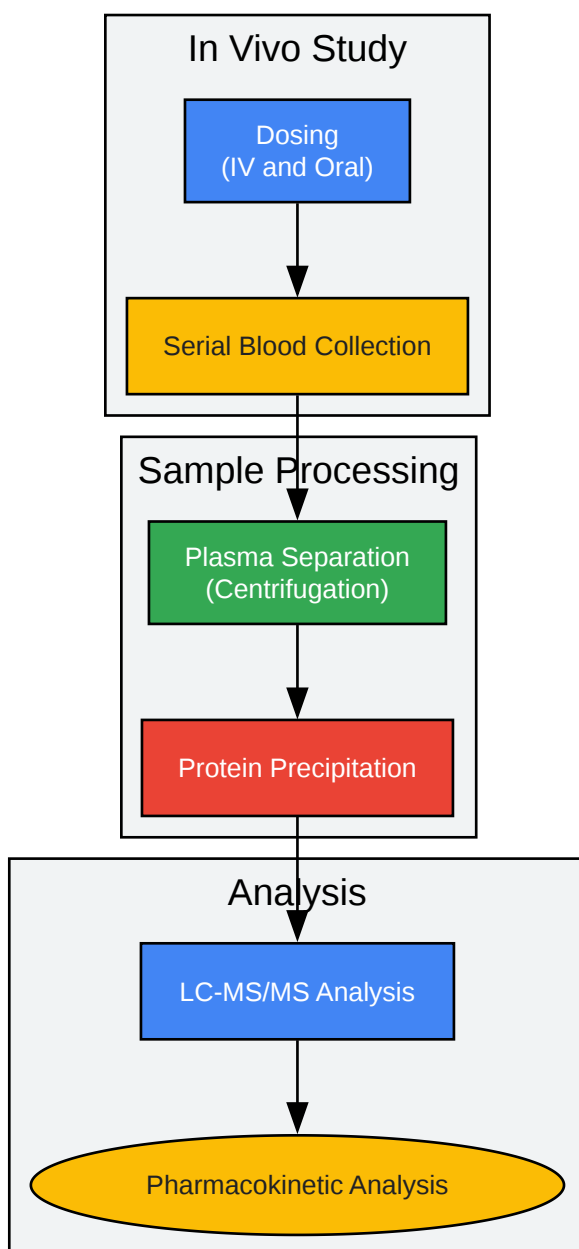 In Vivo Study
Dosing
(IV and Oral)
Serial Blood Collection
Sample Processing
Plasma Separation
(Centrifugation)
Protein Precipitation
Analysis
LC-MS/MS Analysis
Pharmacokinetic Analysis